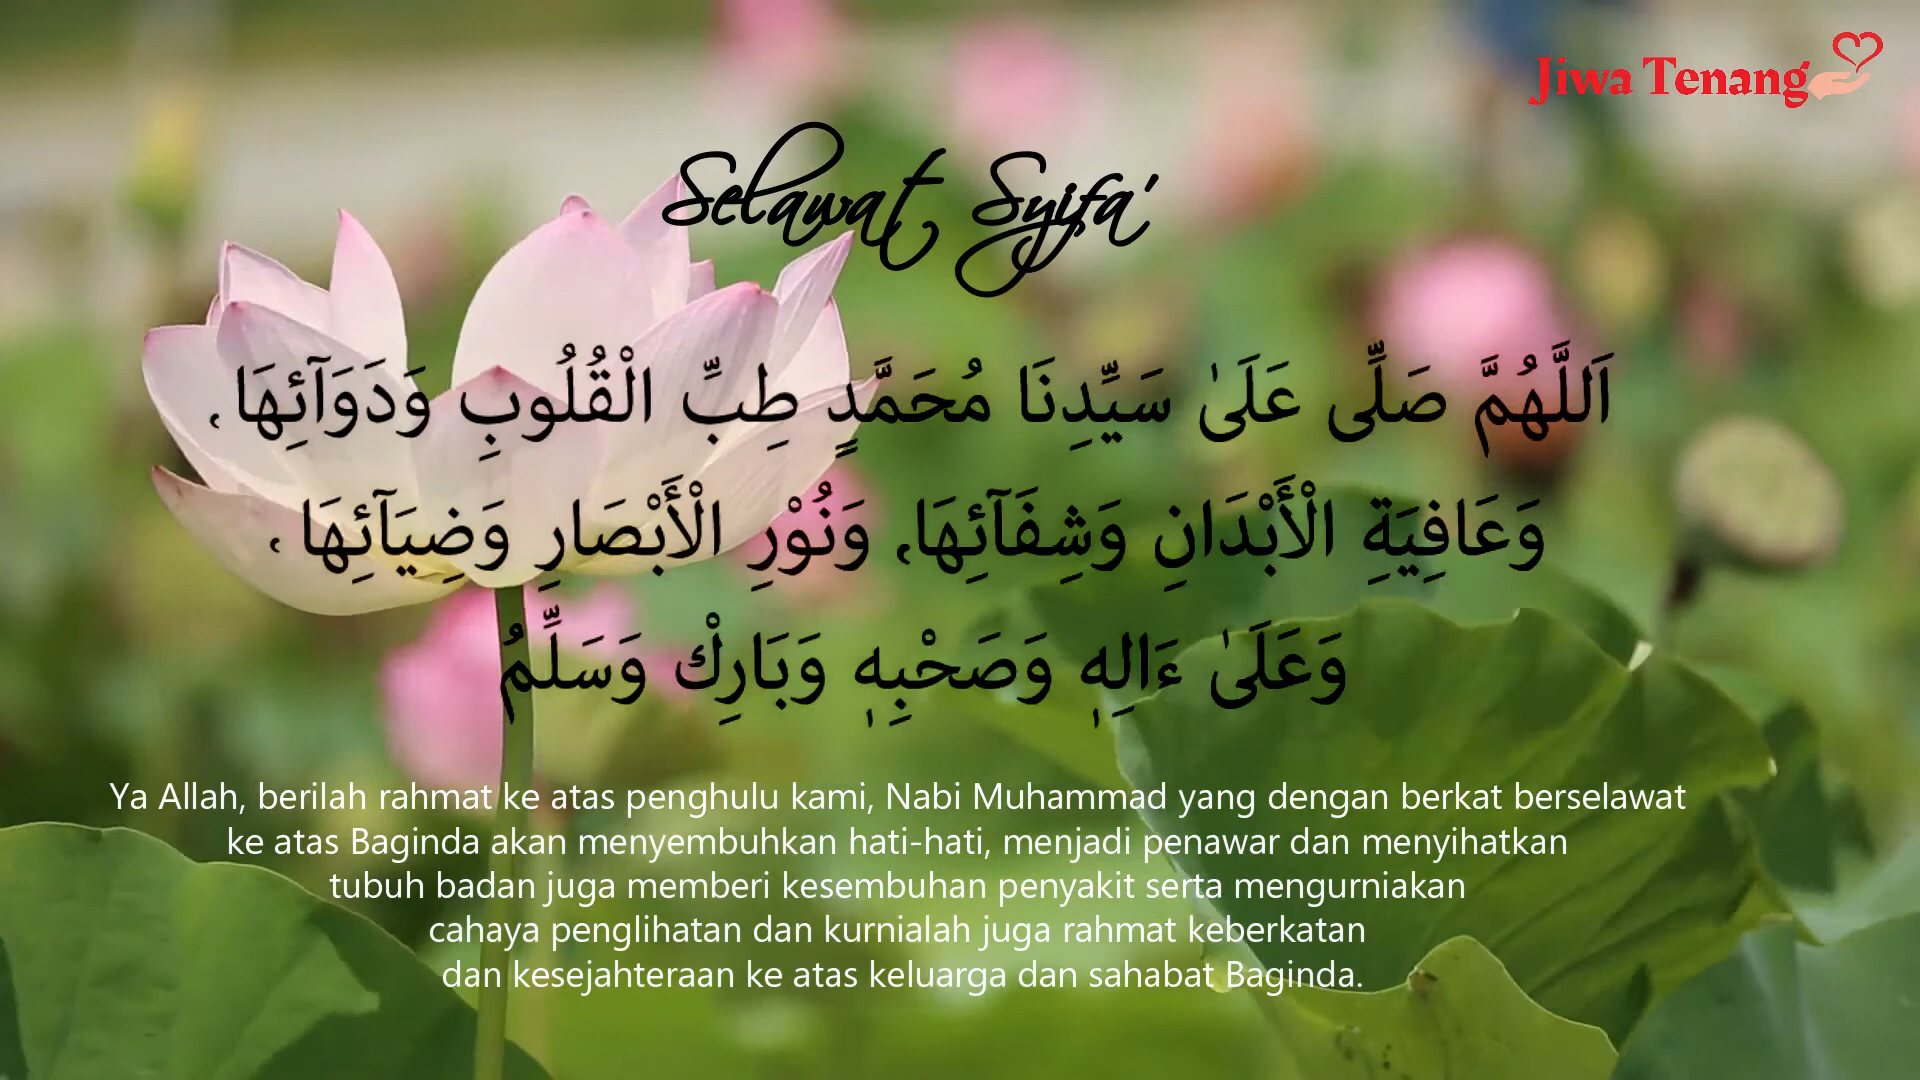 Jiwa Tenang
Selawat Syifa'
اَللَّهُمَّ صَلِّى عَلَىٰ سَيِّدِنَا مُحَمَّدٍ طِبِّ الْقُلُوبِ وَدَوَآئِهَا ،
وَعَافِيَةِ الْأَبْدَانِ وَشِفَآئِهَا، وَنُوْرِ الْأَبْصَارِ وَضِيَآئِهَا ،
وَعَلَىٰ ءَالِهٖ وَصَحْبِهٖ وَبَارِكْ وَسَلِّمُ
Ya Allah, berilah rahmat ke atas penghulu kami, Nabi Muhammad yang dengan berkat berselawat
ke atas Baginda akan menyembuhkan hati-hati, menjadi penawar dan menyihatkan
tubuh badan juga memberi kesembuhan penyakit serta mengurniakan
cahaya penglihatan dan kurnialah juga rahmat keberkatan
dan kesejahteraan ke atas keluarga dan sahabat Baginda.